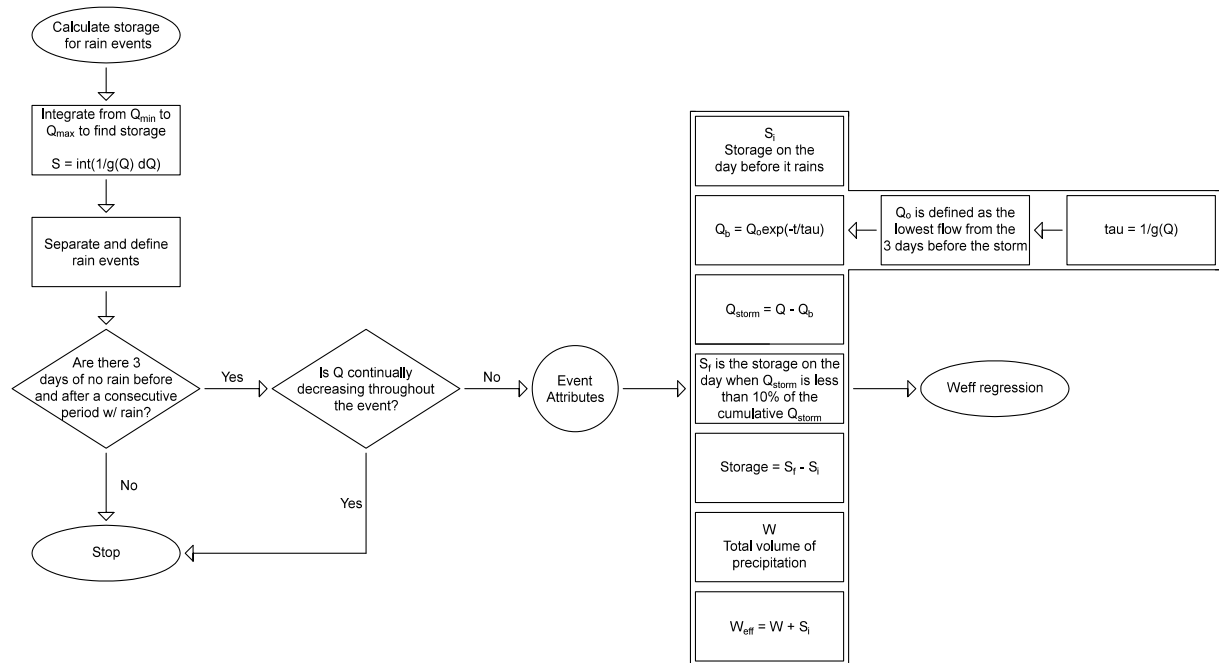 Calculate storage
for rain events
Integrate from Qmin to
Qmax to find storage
S = int(1/g(Q) dQ)
Separate and define
rain events
Are there 3
days of no rain before
and after a consecutive
period w/ rain?
Yes
No
Stop
Is Q continually
decreasing throughout
the event?
No
Yes
Event
Attributes
Si
Storage on the
day before it rains
Qb = Qoexp(-t/tau)
Qo is defined as the
lowest flow from the
3 days before the storm
tau = 1/g(Q)
Qstorm = Q - Qb
Sf is the storage on the
day when Qstorm is less
than 10% of the
cumulative Qstorm
Storage = Sf - Si
W
Total volume of
precipitation
Weff = W + Si
Weff regression